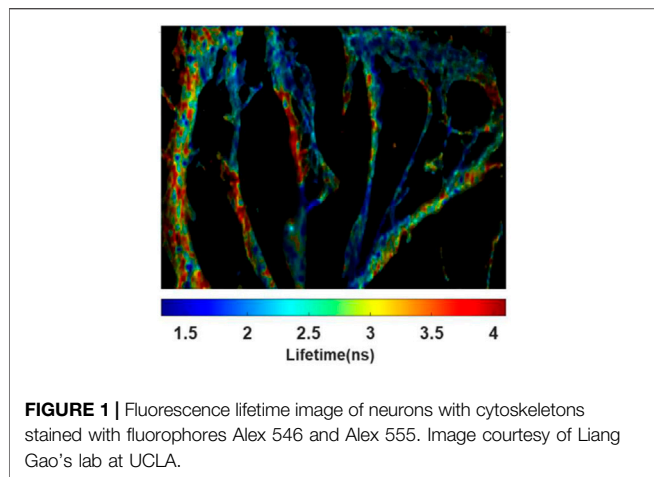 1.5 2 2.5 3 3.5 4
Lifetime(ns)
FIGURE 1 | Fluorescence lifetime image of neurons with cytoskeletons
stained with fluorophores Alex 546 and Alex 555. Image courtesy of Liang
Gao's lab at UCLA.